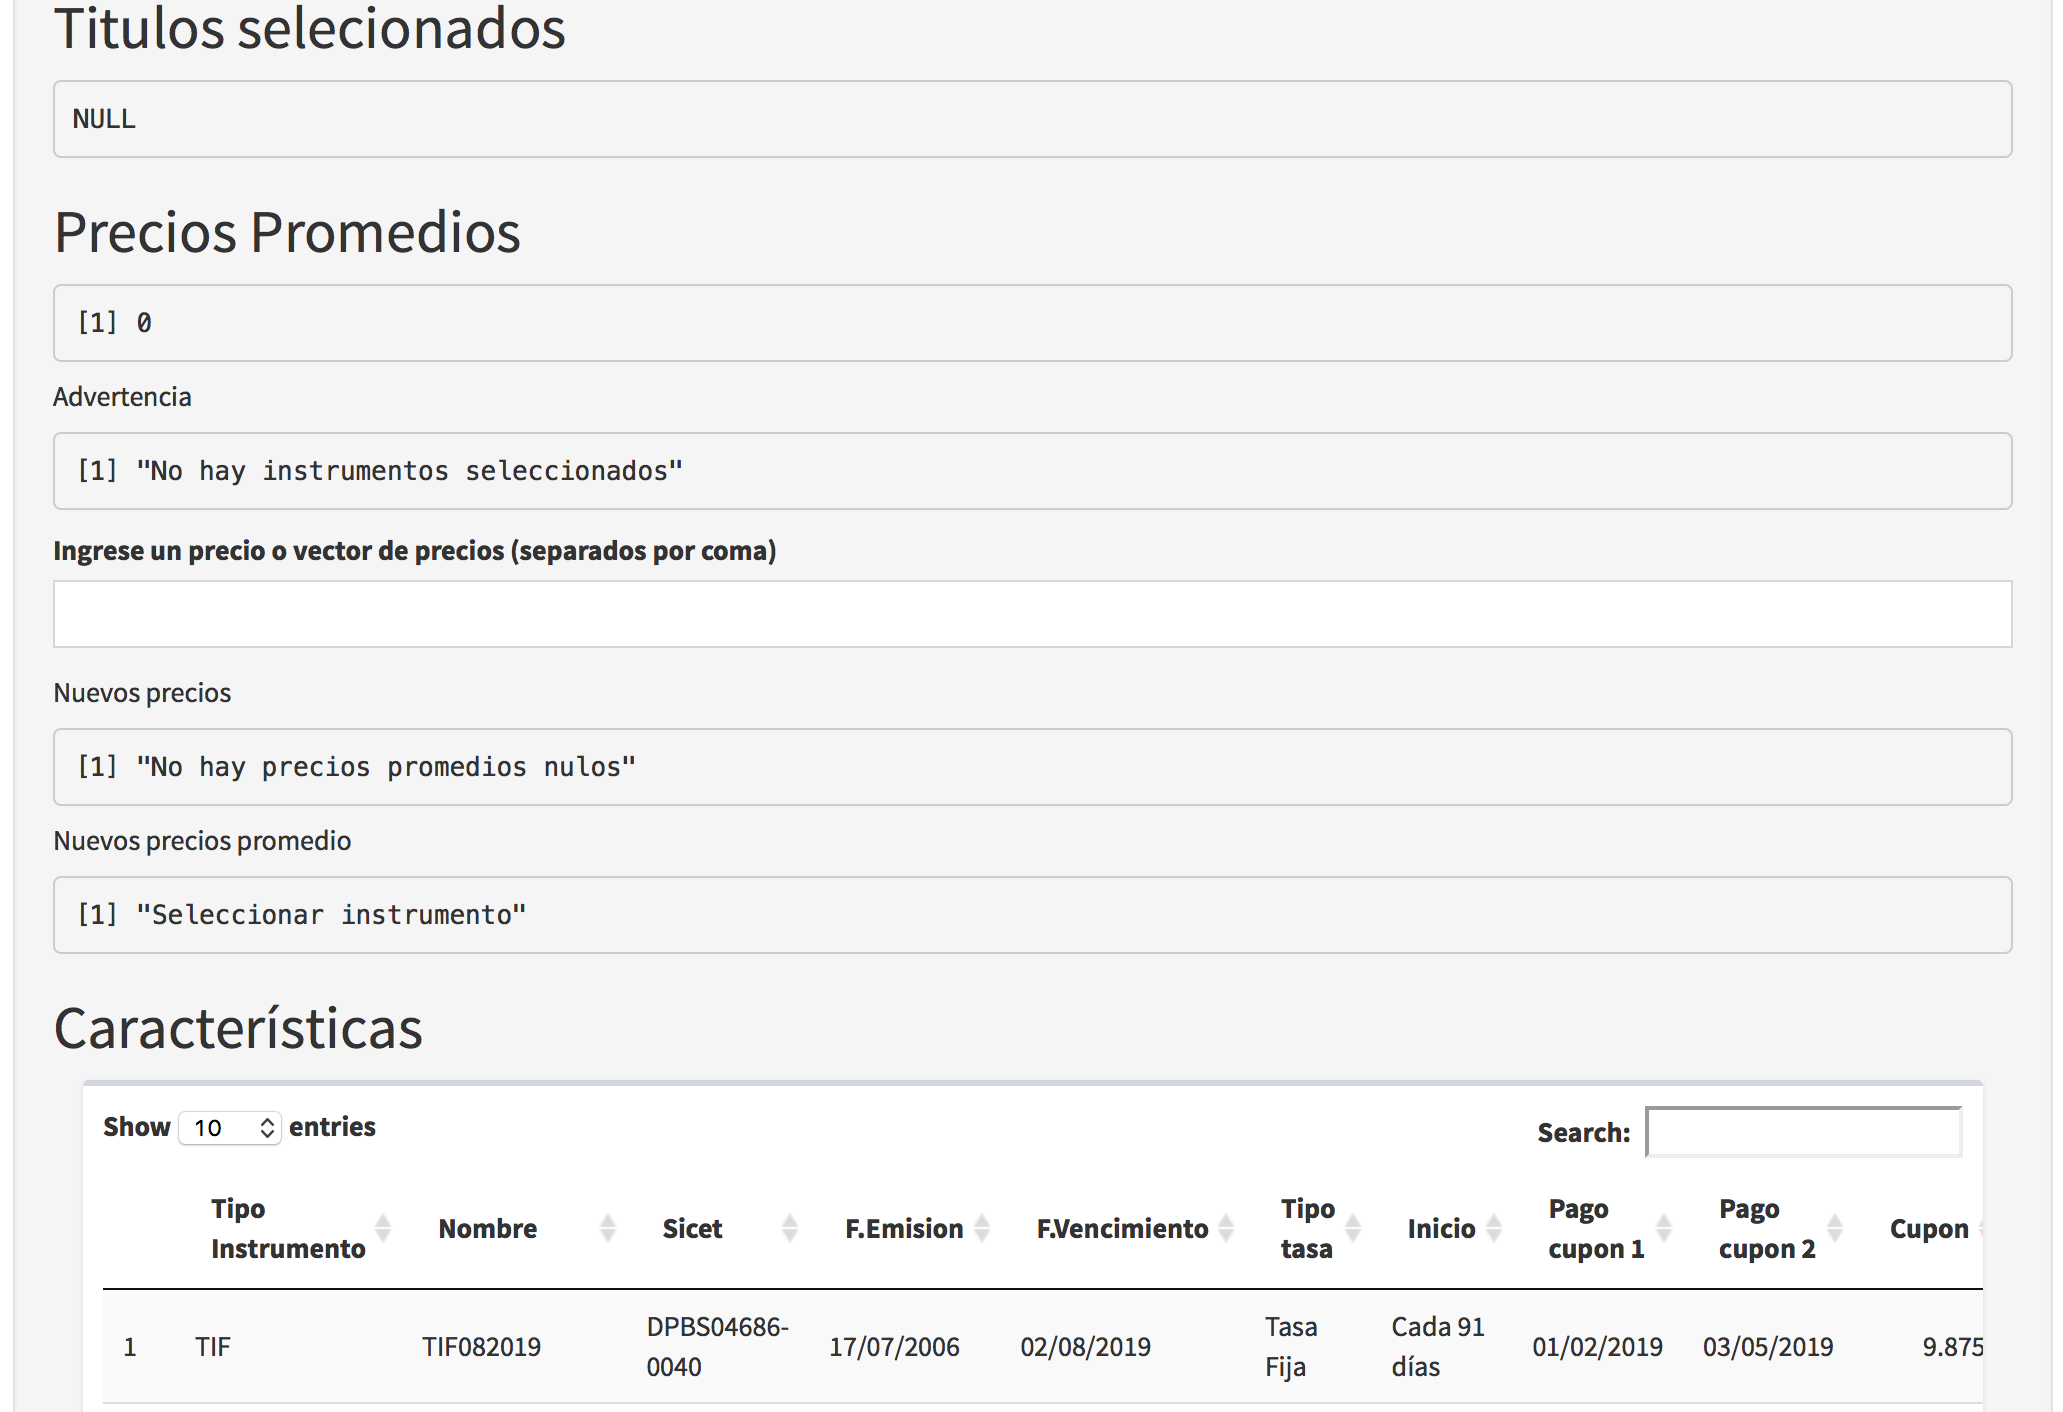 Titulos selecionados
NULL
Precios Promedios
[1] 0
Advertencia
[1] "No hay instrumentos seleccionados"
Ingrese un precio o vector de precios (separados por coma)
Nuevos precios
[1] "No hay precios promedios nulos"
Nuevos precios promedio
[1] "Seleccionar instrumento"
Características
Show 10 entries
Search:
Tipo Instrumento Nombre Sicet F.Emision F.Vencimiento Tipo tasa Inicio Pago cupon 1 Pago cupon 2 Cupon
1 TIF TIF082019 DPBS04686-0040 17/07/2006 02/08/2019 Tasa Fija Cada 91 días 01/02/2019 03/05/2019 9.875